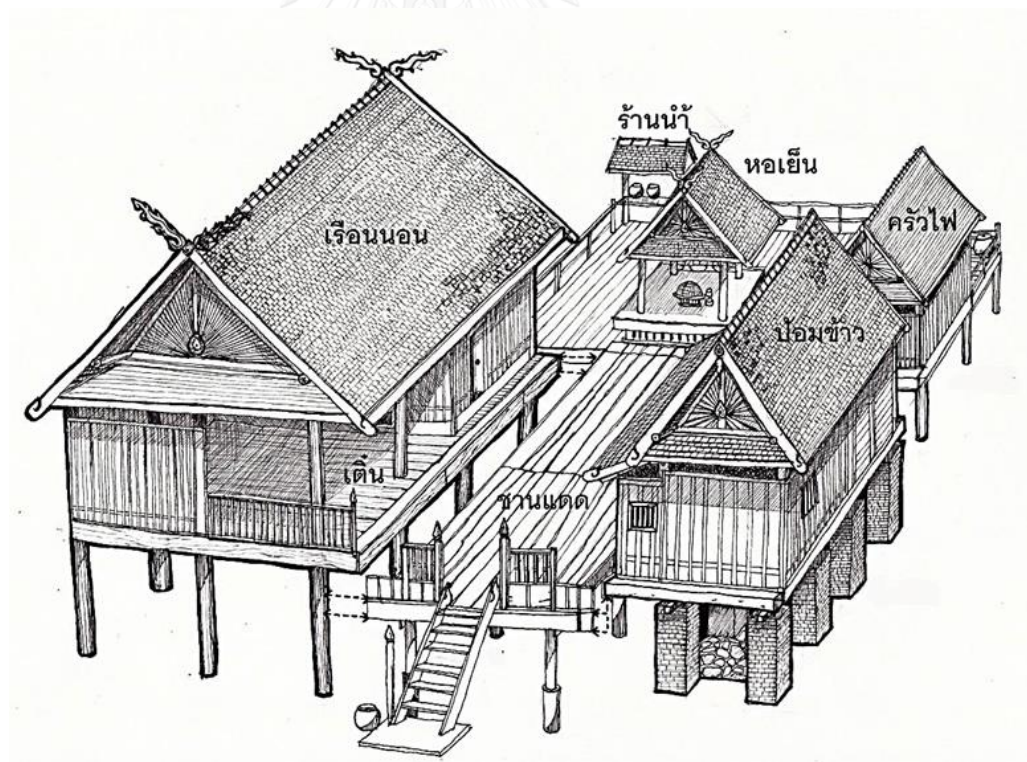 ร้านน้ำ
หอเย็น
เรือนนอน
ครัวไฟ
ป้อมข้าว
เติ๋น
ชานแดด